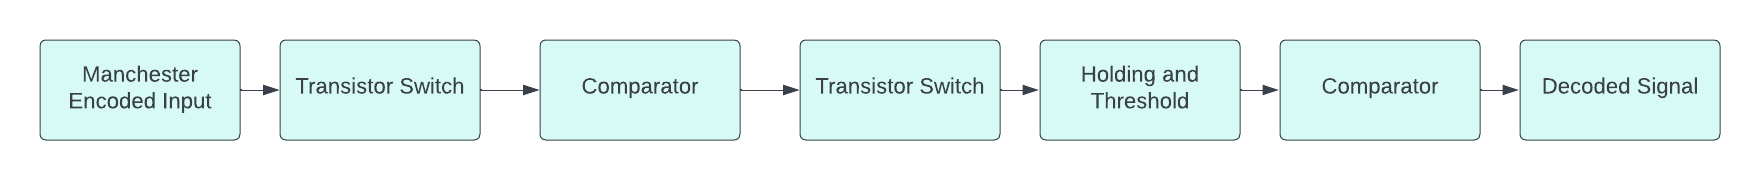 Manchester
Encoded Input
Transistor Switch
Comparator
Transistor Switch
Holding and
Threshold
Comparator
Decoded Signal